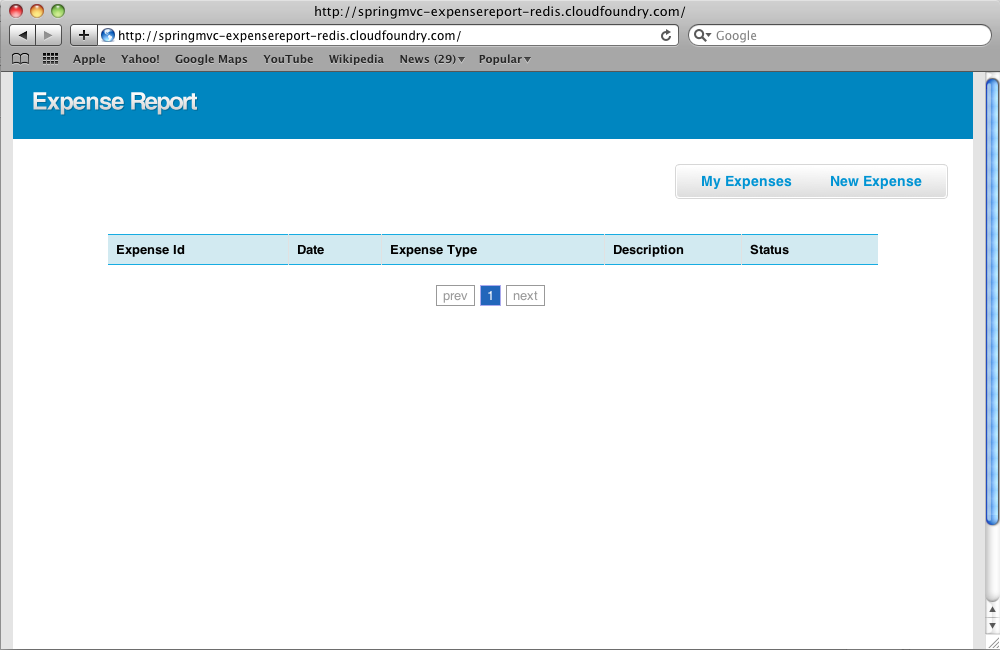 http://springmvc-expensereport-redis.cloudfoundry.com/
http://springmvc-expensereport-redis.cloudfoundry.com/ Google
Apple Yahoo! Google Maps YouTube Wikipedia News (29) Popular
Expense Report
My Expenses New Expense
Expense Id Date Expense Type Description Status
prev 1 next